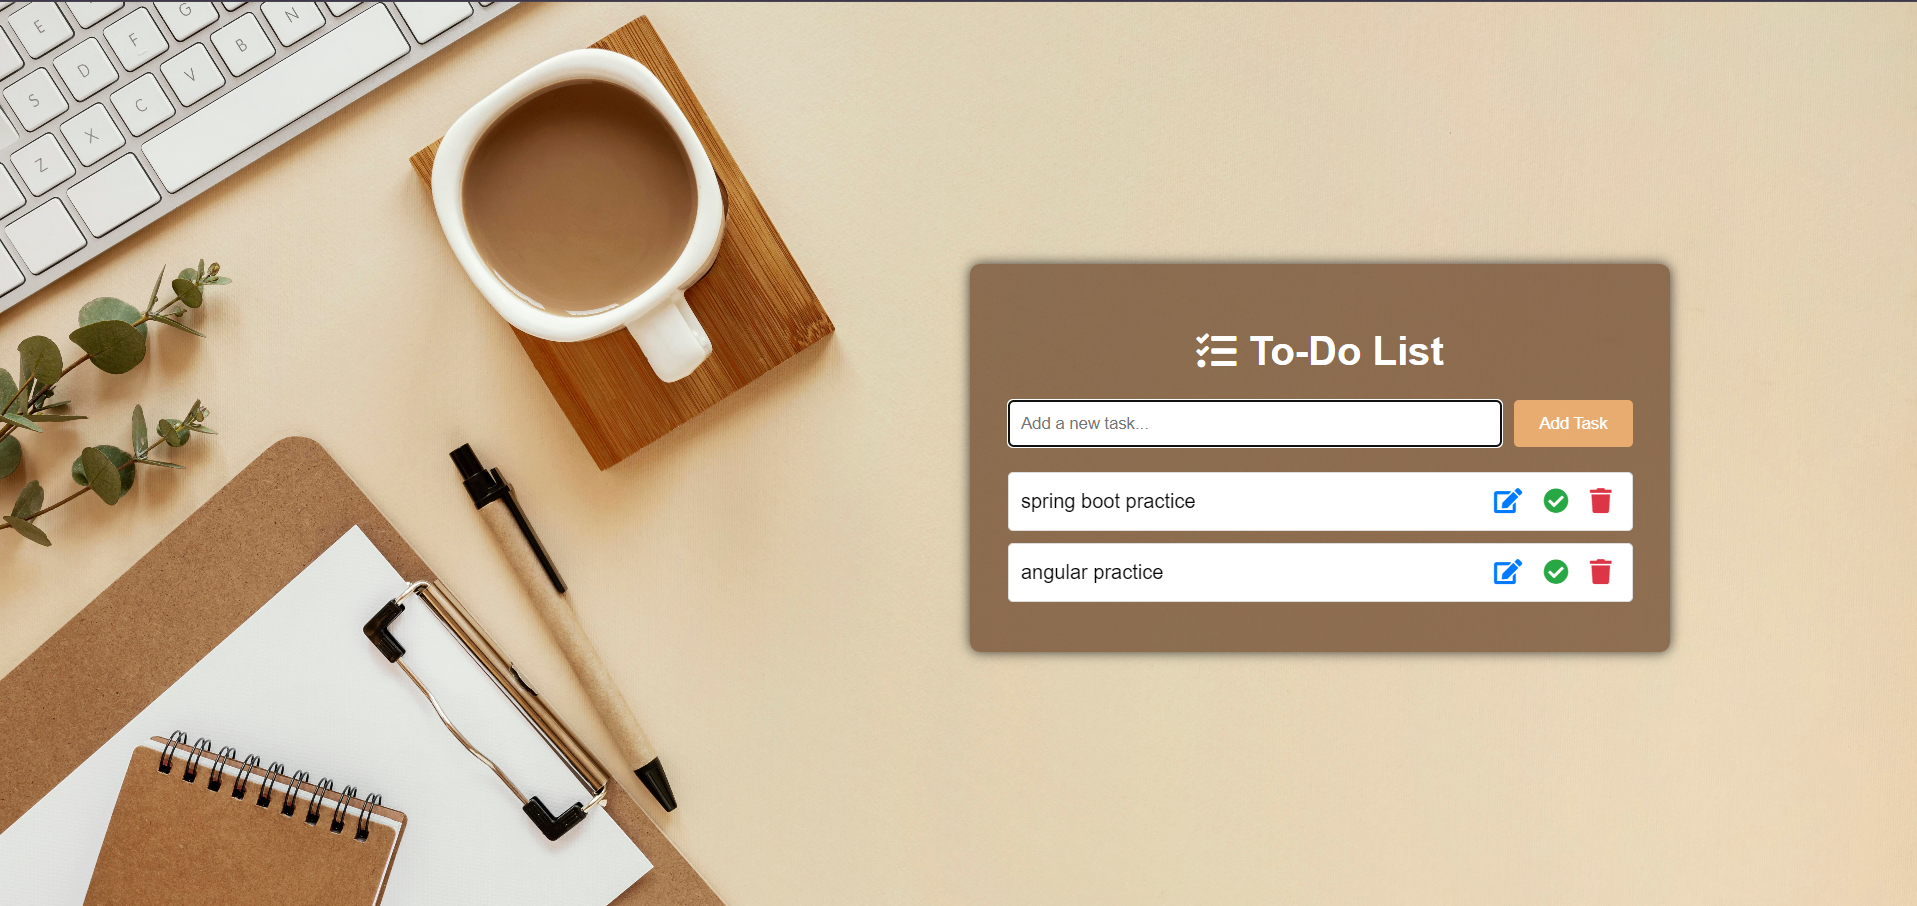 E
F
G
N
S
D
V
B
Z
X
C
To-Do List
Add a new task...
Add Task
spring boot practice
angular practice